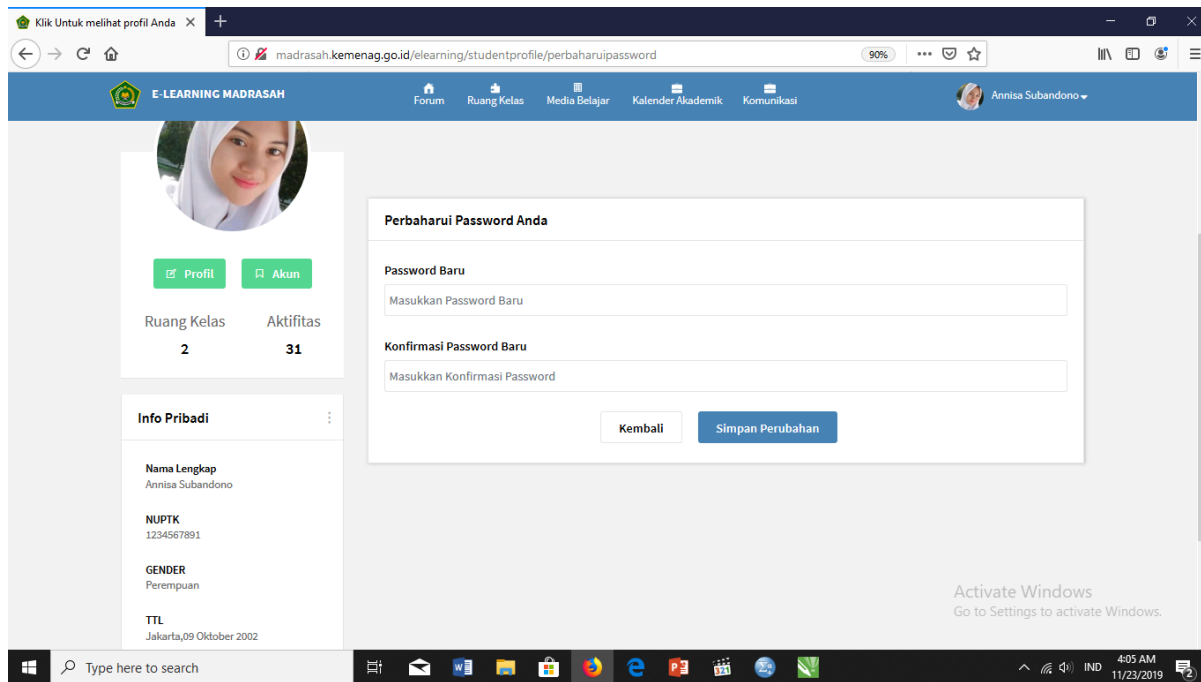 Klik Untuk melihat profil Anda
madrasah.kemenag.go.id/elearning/studentprofile/perbaharuipassword
90%
E-LEARNING MADRASAH
Forum
Ruang Kelas
Media Belajar
Kalender Akademik
Komunikasi
Annisa Subandono
Profil
Akun
Ruang Kelas
Aktifitas
2
31
Info Pribadi
Nama Lengkap
Annisa Subandono
NUPTK
1234567891
GENDER
Perempuan
TTL
Jakarta,09 Oktober 2002
Perbaharui Password Anda
Password Baru
Masukkan Password Baru
Konfirmasi Password Baru
Masukkan Konfirmasi Password
Kembali
Simpan Perubahan
Activate Windows
Go to Settings to activate Windows.
Type here to search
321
IND
4:05 AM
11/23/2019
2